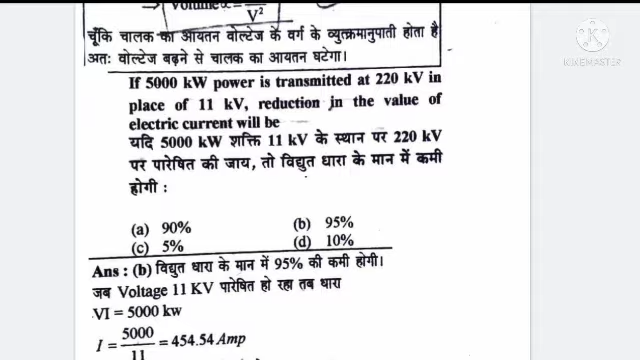 Volume ∝ 1/V²
चूँकि चालक का आयतन वोल्टेज के वर्ग के व्युत्क्रमानुपाती होता है
अतः वोल्टेज बढ़ने से चालक का आयतन घटेगा।
If 5000 kW power is transmitted at 220 kV in
place of 11 kV, reduction in the value of
electric current will be
यदि 5000 kW शक्ति 11 kV के स्थान पर 220 kV
पर पारेषित की जाय, तो विद्युत धारा के मान में कमी
होगी :
(a) 90% (b) 95%
(c) 5% (d) 10%
Ans : (b) विद्युत धारा के मान में 95% की कमी होगी।
जब Voltage 11 KV पारेषित हो रहा तब धारा
VI = 5000 kw
I = 5000/11 = 454.54 Amp
KINEMASTER